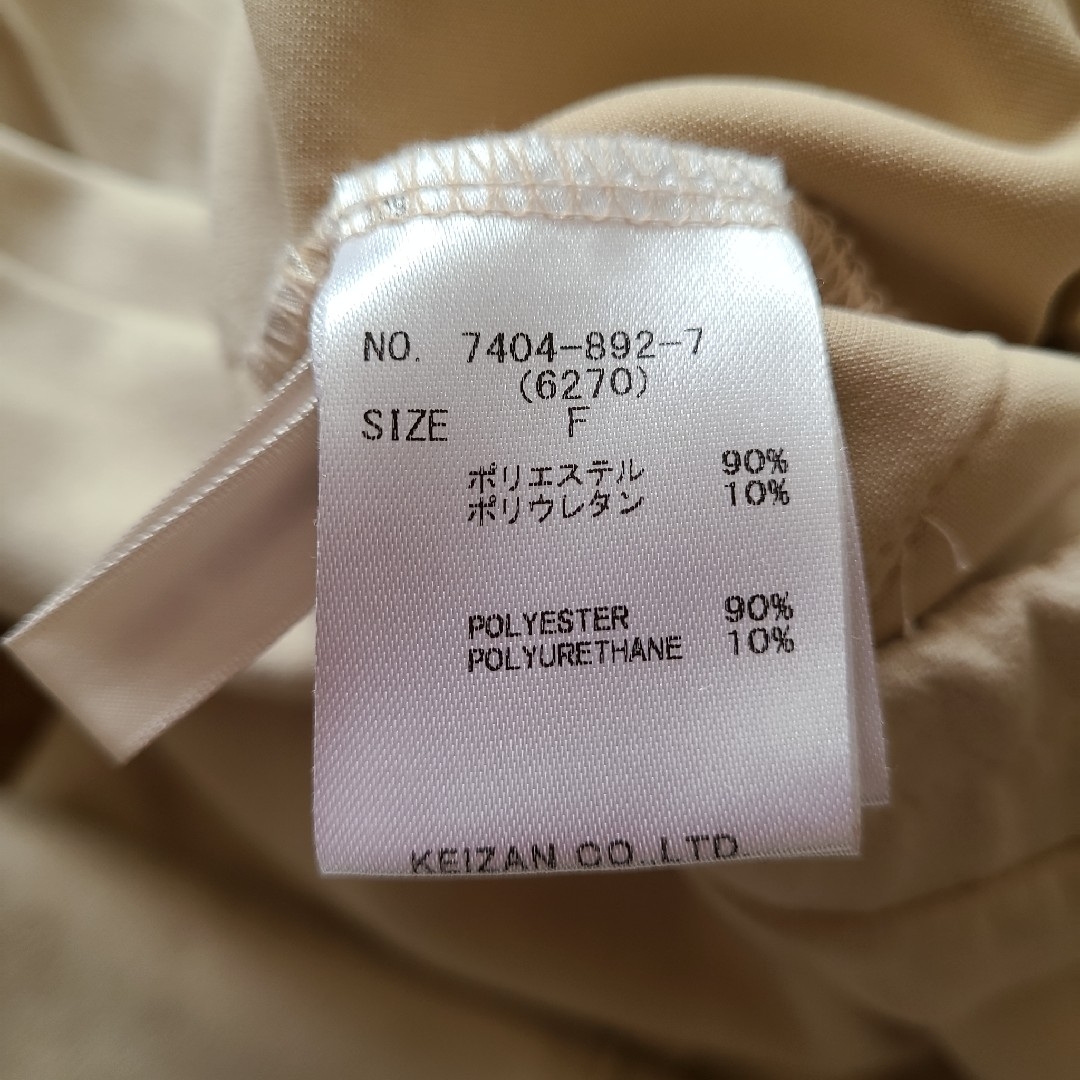 NO. 7404-892-7
(6270)
SIZE F
ポリエステル 90%
ポリウレタン 10%
POLYESTER 90%
POLYURETHANE 10%
KEIZAN CO.,LTD.